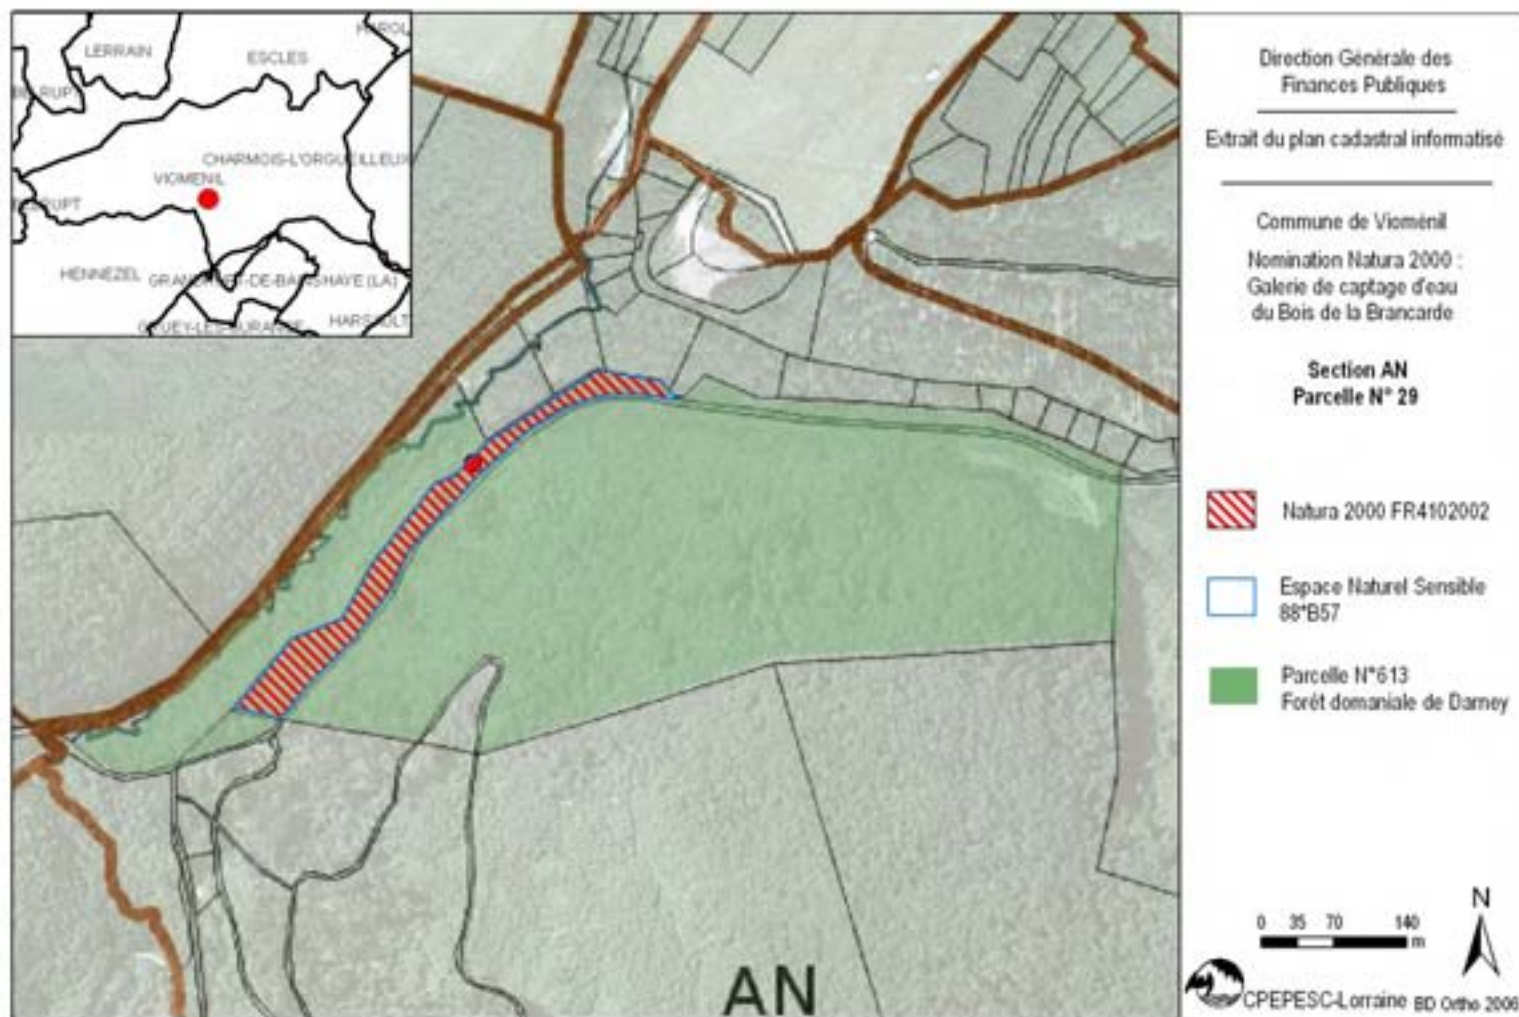 LERRAIN
ESCLES
CHARMOIS-L'ORGUEILLEUX
VIOMENIL
HENNEZEL
AN
Direction Générale des
Finances Publiques
Extrait du plan cadastral informatisé
Commune de Vioménil
Nomination Natura 2000 :
Galerie de captage d'eau
du Bois de la Brancarde
Section AN
Parcelle N° 29
Natura 2000 FR4102002
Espace Naturel Sensible
88*B57
Parcelle N°613
Forêt domaniale de Darney
N
0 35 70 140
m
CPEPESC-Lorraine BD Ortho 2006